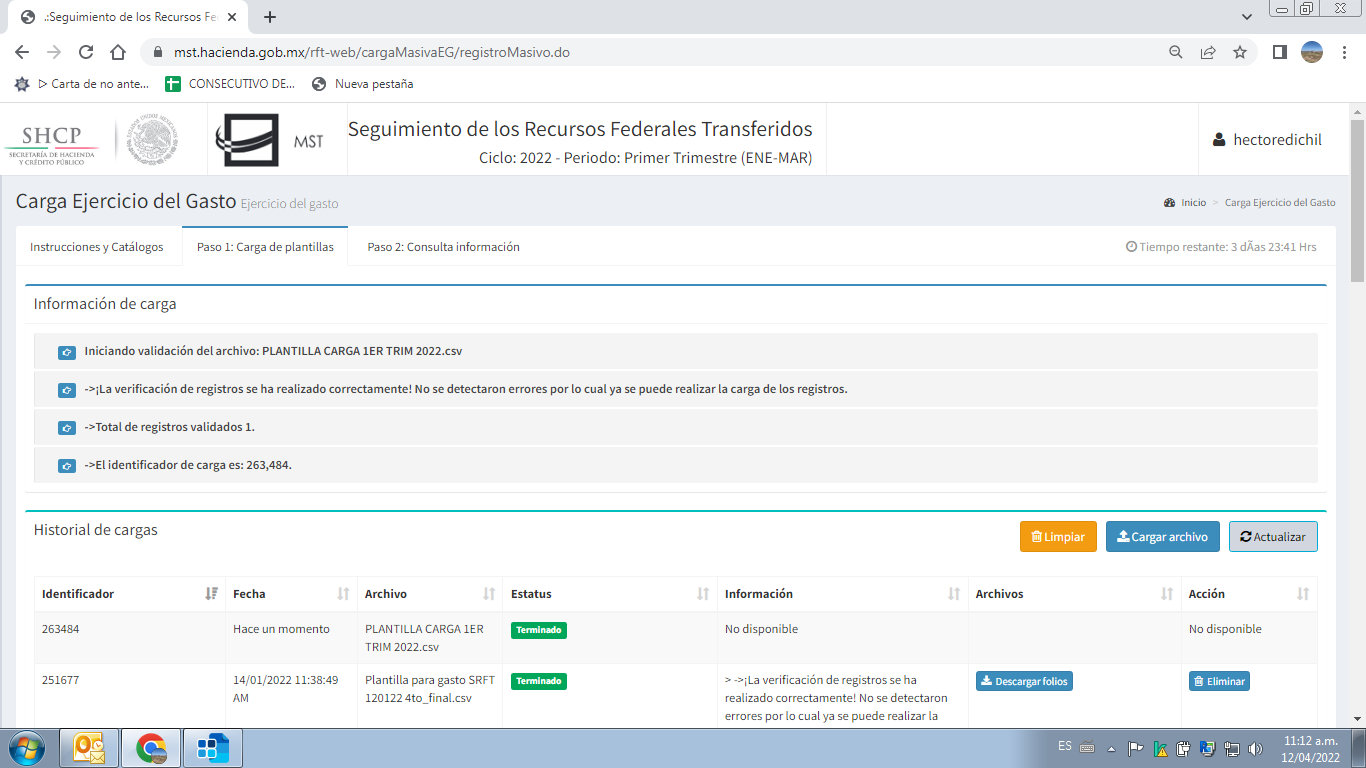 .:Seguimiento de los Recursos Fe
mst.hacienda.gob.mx/rft-web/cargaMasivaEG/registroMasivo.do
Carta de no ante...
CONSECUTIVO DE...
Nueva pestaña
SHCP
SECRETARÍA DE HACIENDA
Y CRÉDITO PÚBLICO
MST
Seguimiento de los Recursos Federales Transferidos
Ciclo: 2022 - Periodo: Primer Trimestre (ENE-MAR)
hectoredichil
Carga Ejercicio del Gasto Ejercicio del gasto
Inicio > Carga Ejercicio del Gasto
Instrucciones y Catálogos
Paso 1: Carga de plantillas
Paso 2: Consulta información
Tiempo restante: 3 dÃas 23:41 Hrs
Información de carga
Iniciando validación del archivo: PLANTILLA CARGA 1ER TRIM 2022.csv
->¡La verificación de registros se ha realizado correctamente! No se detectaron errores por lo cual ya se puede realizar la carga de los registros.
->Total de registros validados 1.
->El identificador de carga es: 263,484.
Historial de cargas
Limpiar
Cargar archivo
Actualizar
Identificador Fecha Archivo Estatus Información Archivos Acción
263484 Hace un momento PLANTILLA CARGA 1ER Terminado No disponible No disponible
TRIM 2022.csv
251677 14/01/2022 11:38:49 Plantilla para gasto SRFT Terminado > ->¡La verificación de registros se ha Descargar folios Eliminar
AM 120122 4to_final.csv realizado correctamente! No se detectaron
errores por lo cual ya se puede realizar la
ES
11:12 a.m.
12/04/2022